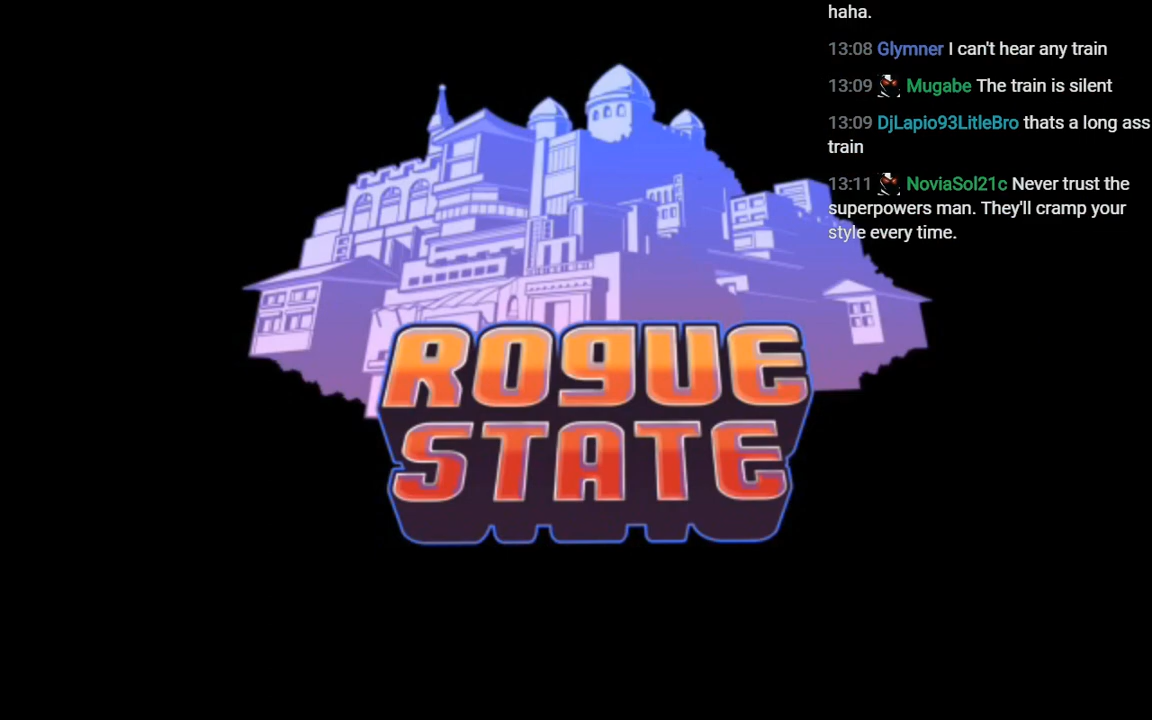 haha.
13:08 Glymner I can't hear any train
13:09 Mugabe The train is silent
13:09 DjLapio93LitleBro thats a long ass
train
13:11 NoviaSol21c Never trust the
superpowers man. They'll cramp your
style every time.
ROGUE
STATE